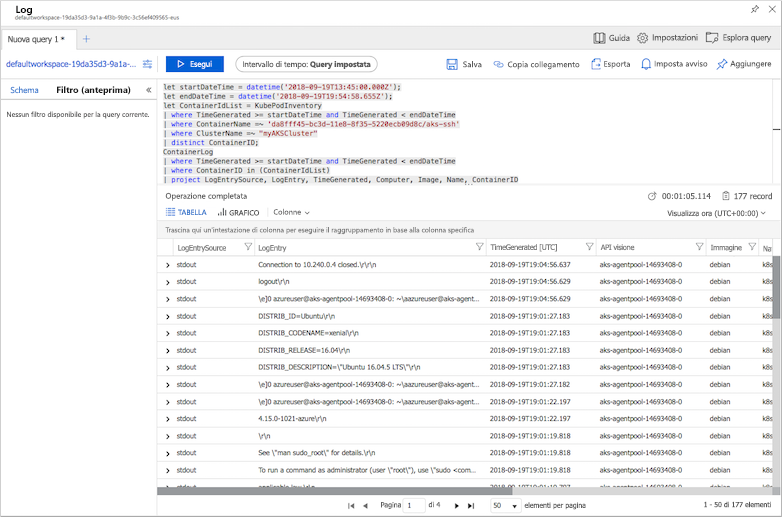 Log
defaultworkspace-19da35d3-9a1a-4f3b-9b9c-3c56ef409565-eus
Nuova query 1 *
Guida
Impostazioni
Esplora query
defaultworkspace-19da35d3-9a1a-...
Esegui
Intervallo di tempo: Query impostata
Salva
Copia collegamento
Esporta
Imposta avviso
Aggiungere
Schema
Filtro (anteprima)
Nessun filtro disponibile per la query corrente.
let startDateTime = datetime('2018-09-19T13:45:00.000Z');
let endDateTime = datetime('2018-09-19T19:54:58.655Z');
let ContainerIdList = KubePodInventory
| where TimeGenerated >= startDateTime and TimeGenerated < endDateTime
| where ContainerName =~ 'da8fff45-bc3d-11e8-8f35-5220ecb09d8c/aks-ssh'
| where ClusterName =~ "myAKSCluster"
| distinct ContainerID;
ContainerLog
| where TimeGenerated >= startDateTime and TimeGenerated < endDateTime
| where ContainerID in (ContainerIdList)
| project LogEntrySource, LogEntry, TimeGenerated, Computer, Image, Name, ContainerID
Operazione completata
00:01:05.114
177 record
TABELLA
GRAFICO
Colonne
Visualizza ora (UTC+00:00)
Trascina qui un'intestazione di colonna per eseguire il raggruppamento in base alla colonna specifica
LogEntrySource LogEntry TimeGenerated [UTC] API visione Immagine Na
stdout Connection to 10.240.0.4 closed.\r\r\n 2018-09-19T19:04:56.637 aks-agentpool-14693408-0 debian k8s
stdout logout\r\n 2018-09-19T19:04:56.629 aks-agentpool-14693408-0 debian k8s
stdout \e]0 azureuser@aks-agentpool-14693408-0: ~\aazureuser@aks-agent... 2018-09-19T19:04:56.629 aks-agentpool-14693408-0 debian k8s
stdout DISTRIB_ID=Ubuntu\r\n 2018-09-19T19:01:27.183 aks-agentpool-14693408-0 debian k8s
stdout DISTRIB_CODENAME=xenial\r\n 2018-09-19T19:01:27.183 aks-agentpool-14693408-0 debian k8s
stdout DISTRIB_RELEASE=16.04\r\n 2018-09-19T19:01:27.183 aks-agentpool-14693408-0 debian k8s
stdout DISTRIB_DESCRIPTION=\"Ubuntu 16.04.5 LTS\"\r\n 2018-09-19T19:01:27.183 aks-agentpool-14693408-0 debian k8s
stdout \e]0 azureuser@aks-agentpool-14693408-0: ~\aazureuser@aks-agent... 2018-09-19T19:01:27.182 aks-agentpool-14693408-0 debian k8s
stdout \e]0 azureuser@aks-agentpool-14693408-0: ~\aazureuser@aks-agent... 2018-09-19T19:01:22.197 aks-agentpool-14693408-0 debian k8s
stdout 4.15.0-1021-azure\r\n 2018-09-19T19:01:22.197 aks-agentpool-14693408-0 debian k8s
stdout \r\n 2018-09-19T19:01:19.818 aks-agentpool-14693408-0 debian k8s
stdout See \"man sudo_root\" for details.\r\n 2018-09-19T19:01:19.818 aks-agentpool-14693408-0 debian k8s
stdout To run a command as administrator (user \"root\"), use \"sudo <com... 2018-09-19T19:01:19.818 aks-agentpool-14693408-0 debian k8s
Pagina 1 di 4
50 elementi per pagina
1 - 50 di 177 elementi